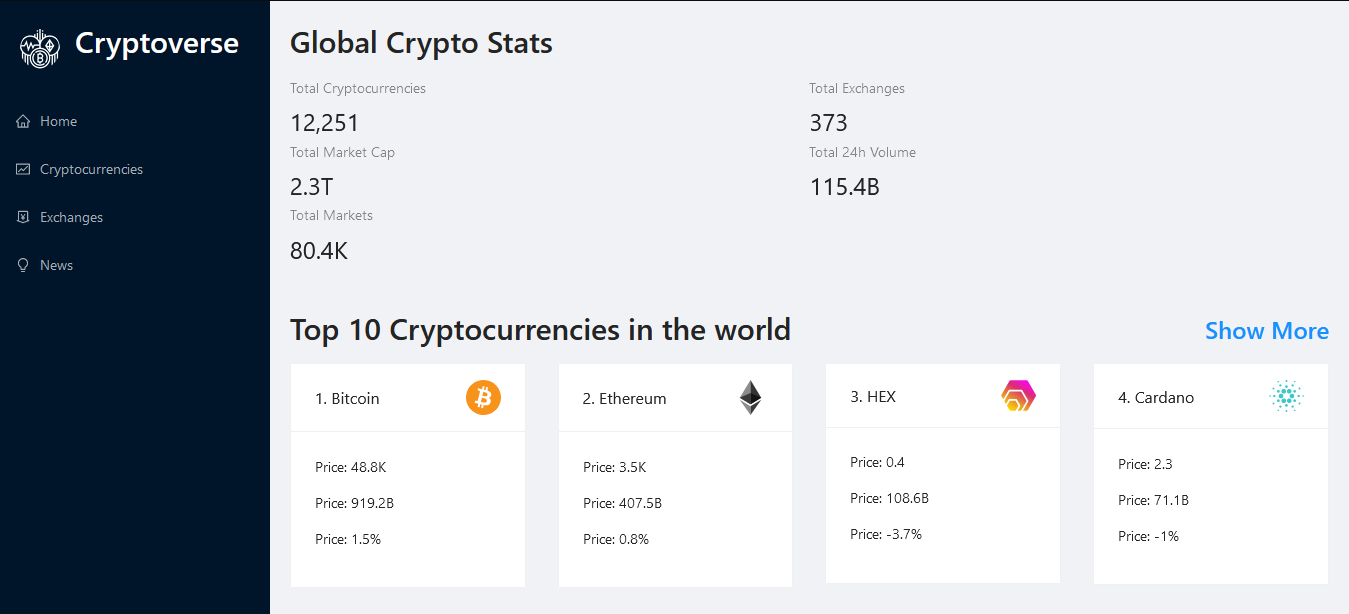 Cryptoverse
Home
Cryptocurrencies
Exchanges
News
Global Crypto Stats
Total Cryptocurrencies
12,251
Total Exchanges
373
Total Market Cap
2.3T
Total 24h Volume
115.4B
Total Markets
80.4K
Top 10 Cryptocurrencies in the world
Show More
1. Bitcoin
Price: 48.8K
Price: 919.2B
Price: 1.5%
2. Ethereum
Price: 3.5K
Price: 407.5B
Price: 0.8%
3. HEX
Price: 0.4
Price: 108.6B
Price: -3.7%
4. Cardano
Price: 2.3
Price: 71.1B
Price: -1%